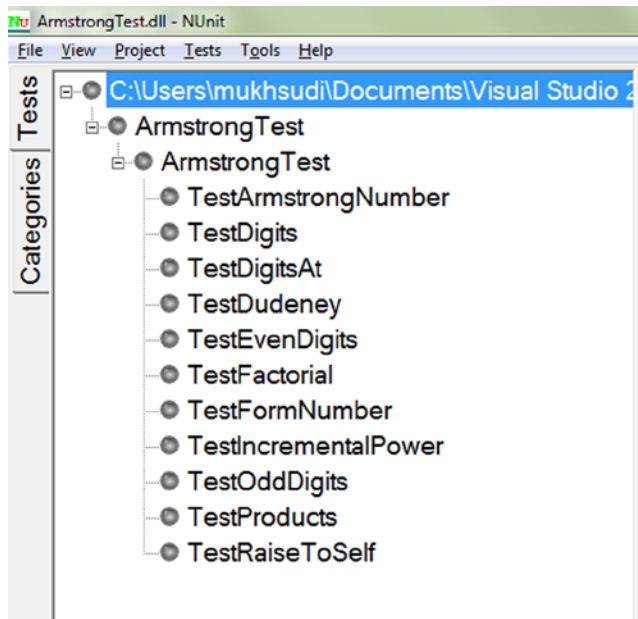 Nu ArmstrongTest.dll - NUnit
File View Project Tests Tools Help
Tests
Categories
C:\Users\mukhsudi\Documents\Visual Studio 2
ArmstrongTest
ArmstrongTest
TestArmstrongNumber
TestDigits
TestDigitsAt
TestDudeney
TestEvenDigits
TestFactorial
TestFormNumber
TestIncrementalPower
TestOddDigits
TestProducts
TestRaiseToSelf